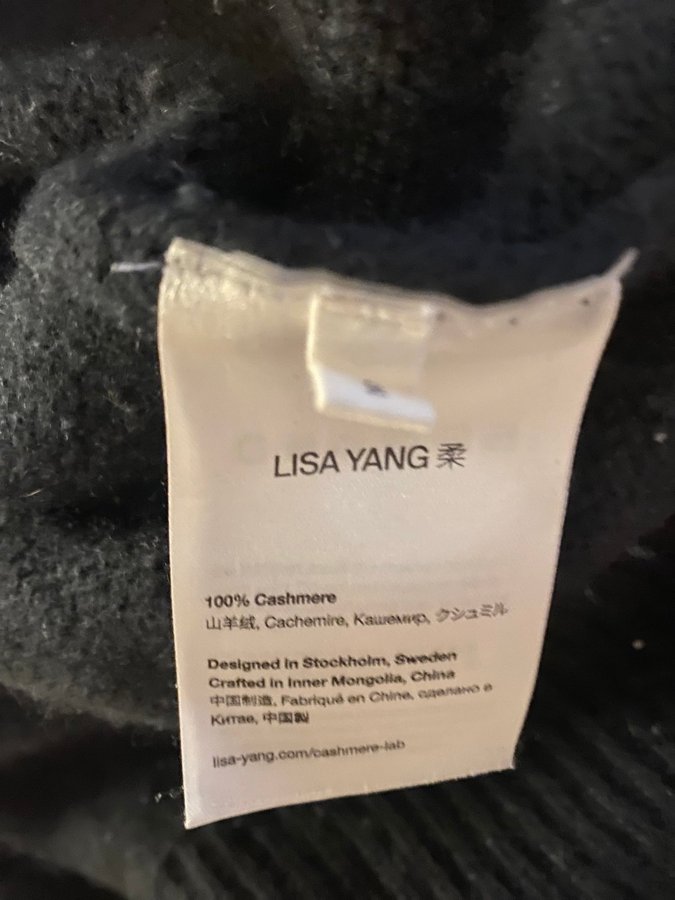 LISA YANG 柔
100% Cashmere
山羊绒, Cachemire, Кашемир, クシュミル
Designed in Stockholm, Sweden
Crafted in Inner Mongolia, China
中国制造, Fabriqué en Chine, сделано в
Китае, 中国製
lisa-yang.com/cashmere-lab